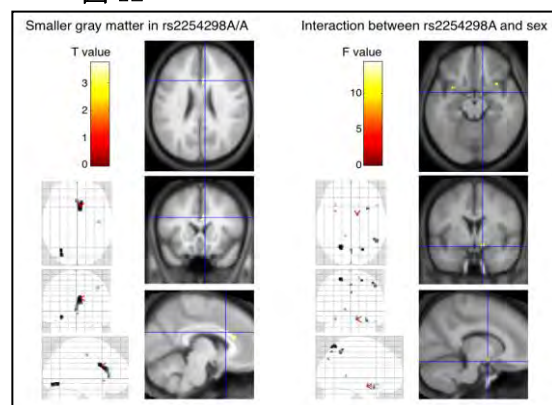 Smaller gray matter in rs2254298A/A
T value
3
2
1
0
Interaction between rs2254298A and sex
F value
10
5
0